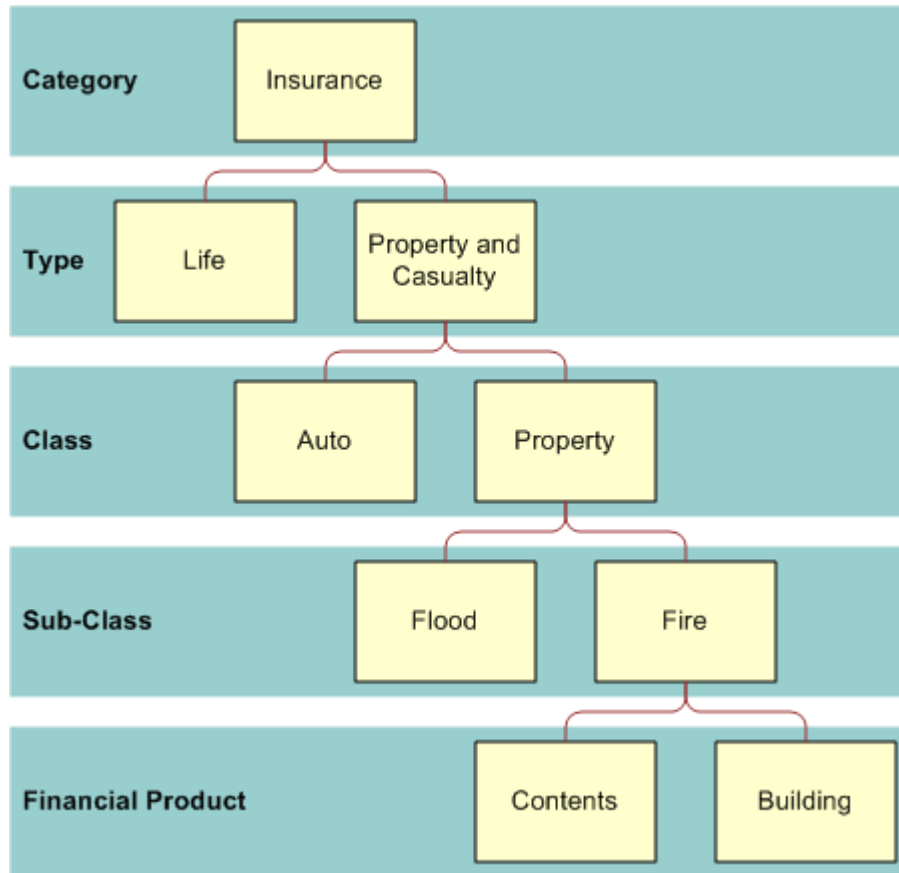 Category
Insurance
Type
Life
Property and
Casualty
Class
Auto
Property
Sub-Class
Flood
Fire
Financial Product
Contents
Building